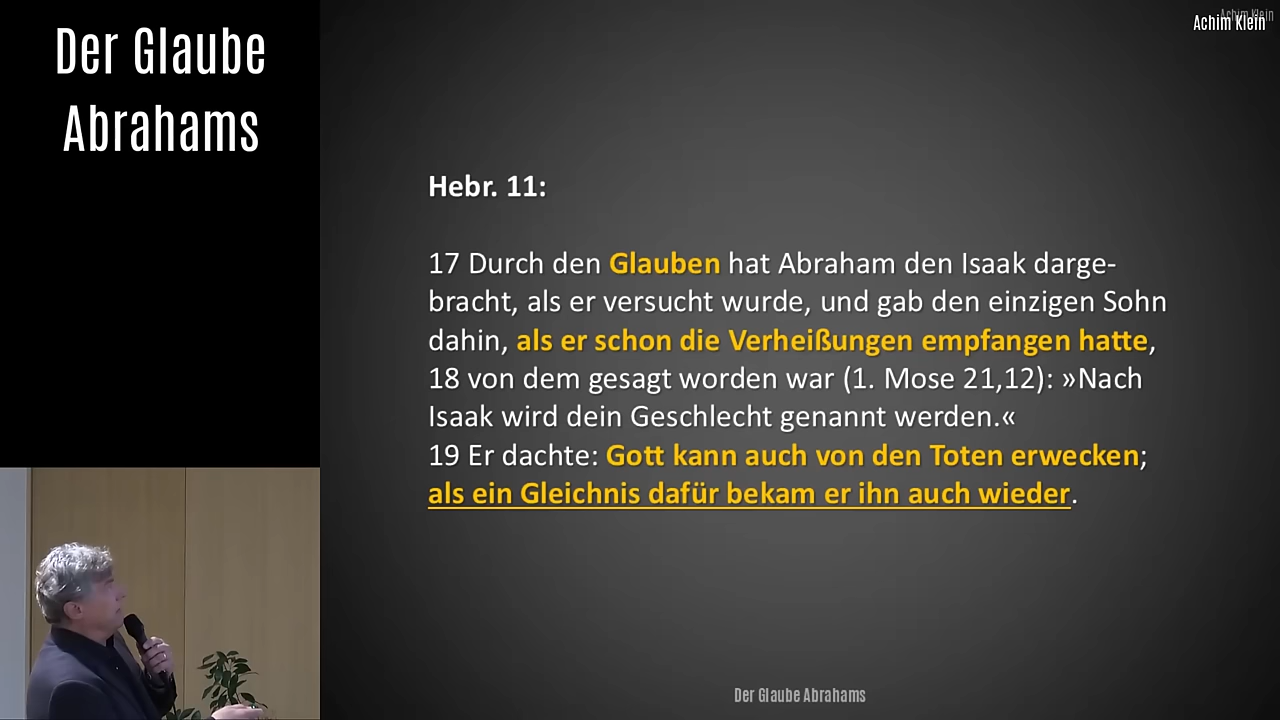 Der Glaube
Abrahams
Achim Klein
Achim Klein
Hebr. 11:
17 Durch den Glauben hat Abraham den Isaak darge-
bracht, als er versucht wurde, und gab den einzigen Sohn
dahin, als er schon die Verheißungen empfangen hatte,
18 von dem gesagt worden war (1. Mose 21,12): »Nach
Isaak wird dein Geschlecht genannt werden.«
19 Er dachte: Gott kann auch von den Toten erwecken;
als ein Gleichnis dafür bekam er ihn auch wieder.
Der Glaube Abrahams